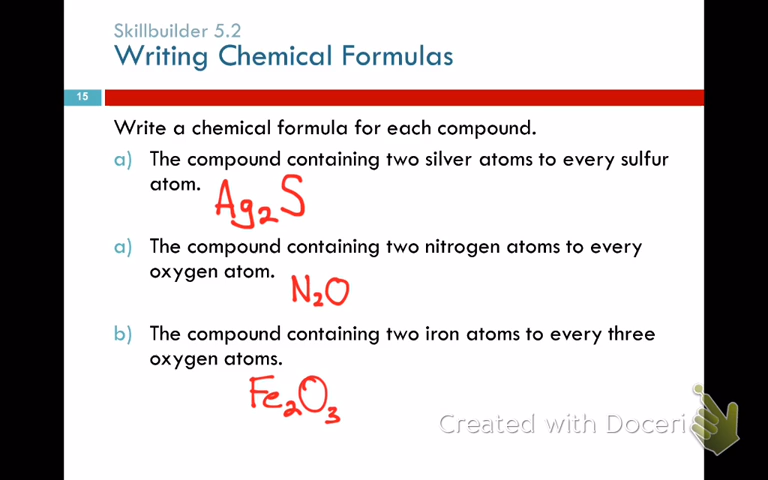 Skillbuilder 5.2
Writing Chemical Formulas
15
Write a chemical formula for each compound.
a) The compound containing two silver atoms to every sulfur
atom.
Ag₂S
a) The compound containing two nitrogen atoms to every
oxygen atom.
N₂O
b) The compound containing two iron atoms to every three
oxygen atoms.
Fe₂O₃
Created with Doceri